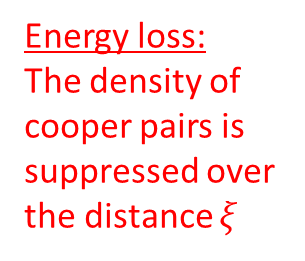 Energy loss:
The density of
cooper pairs is
suppressed over
the distance ξ